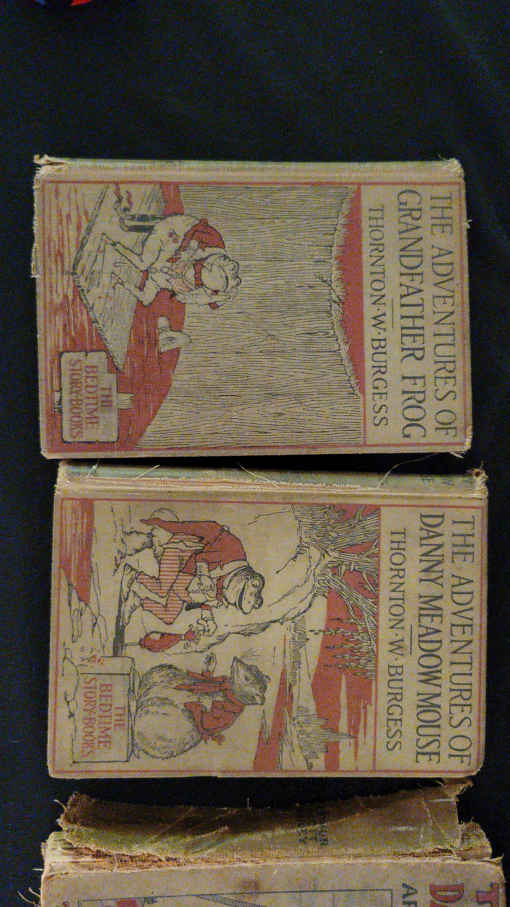 THE ADVENTURES OF
GRANDFATHER FROG
THORNTON·W·BURGESS
THE
BEDTIME
STORY-BOOKS
THE ADVENTURES OF
DANNY MEADOW MOUSE
THORNTON·W·BURGESS
THE
BEDTIME
STORY-BOOKS